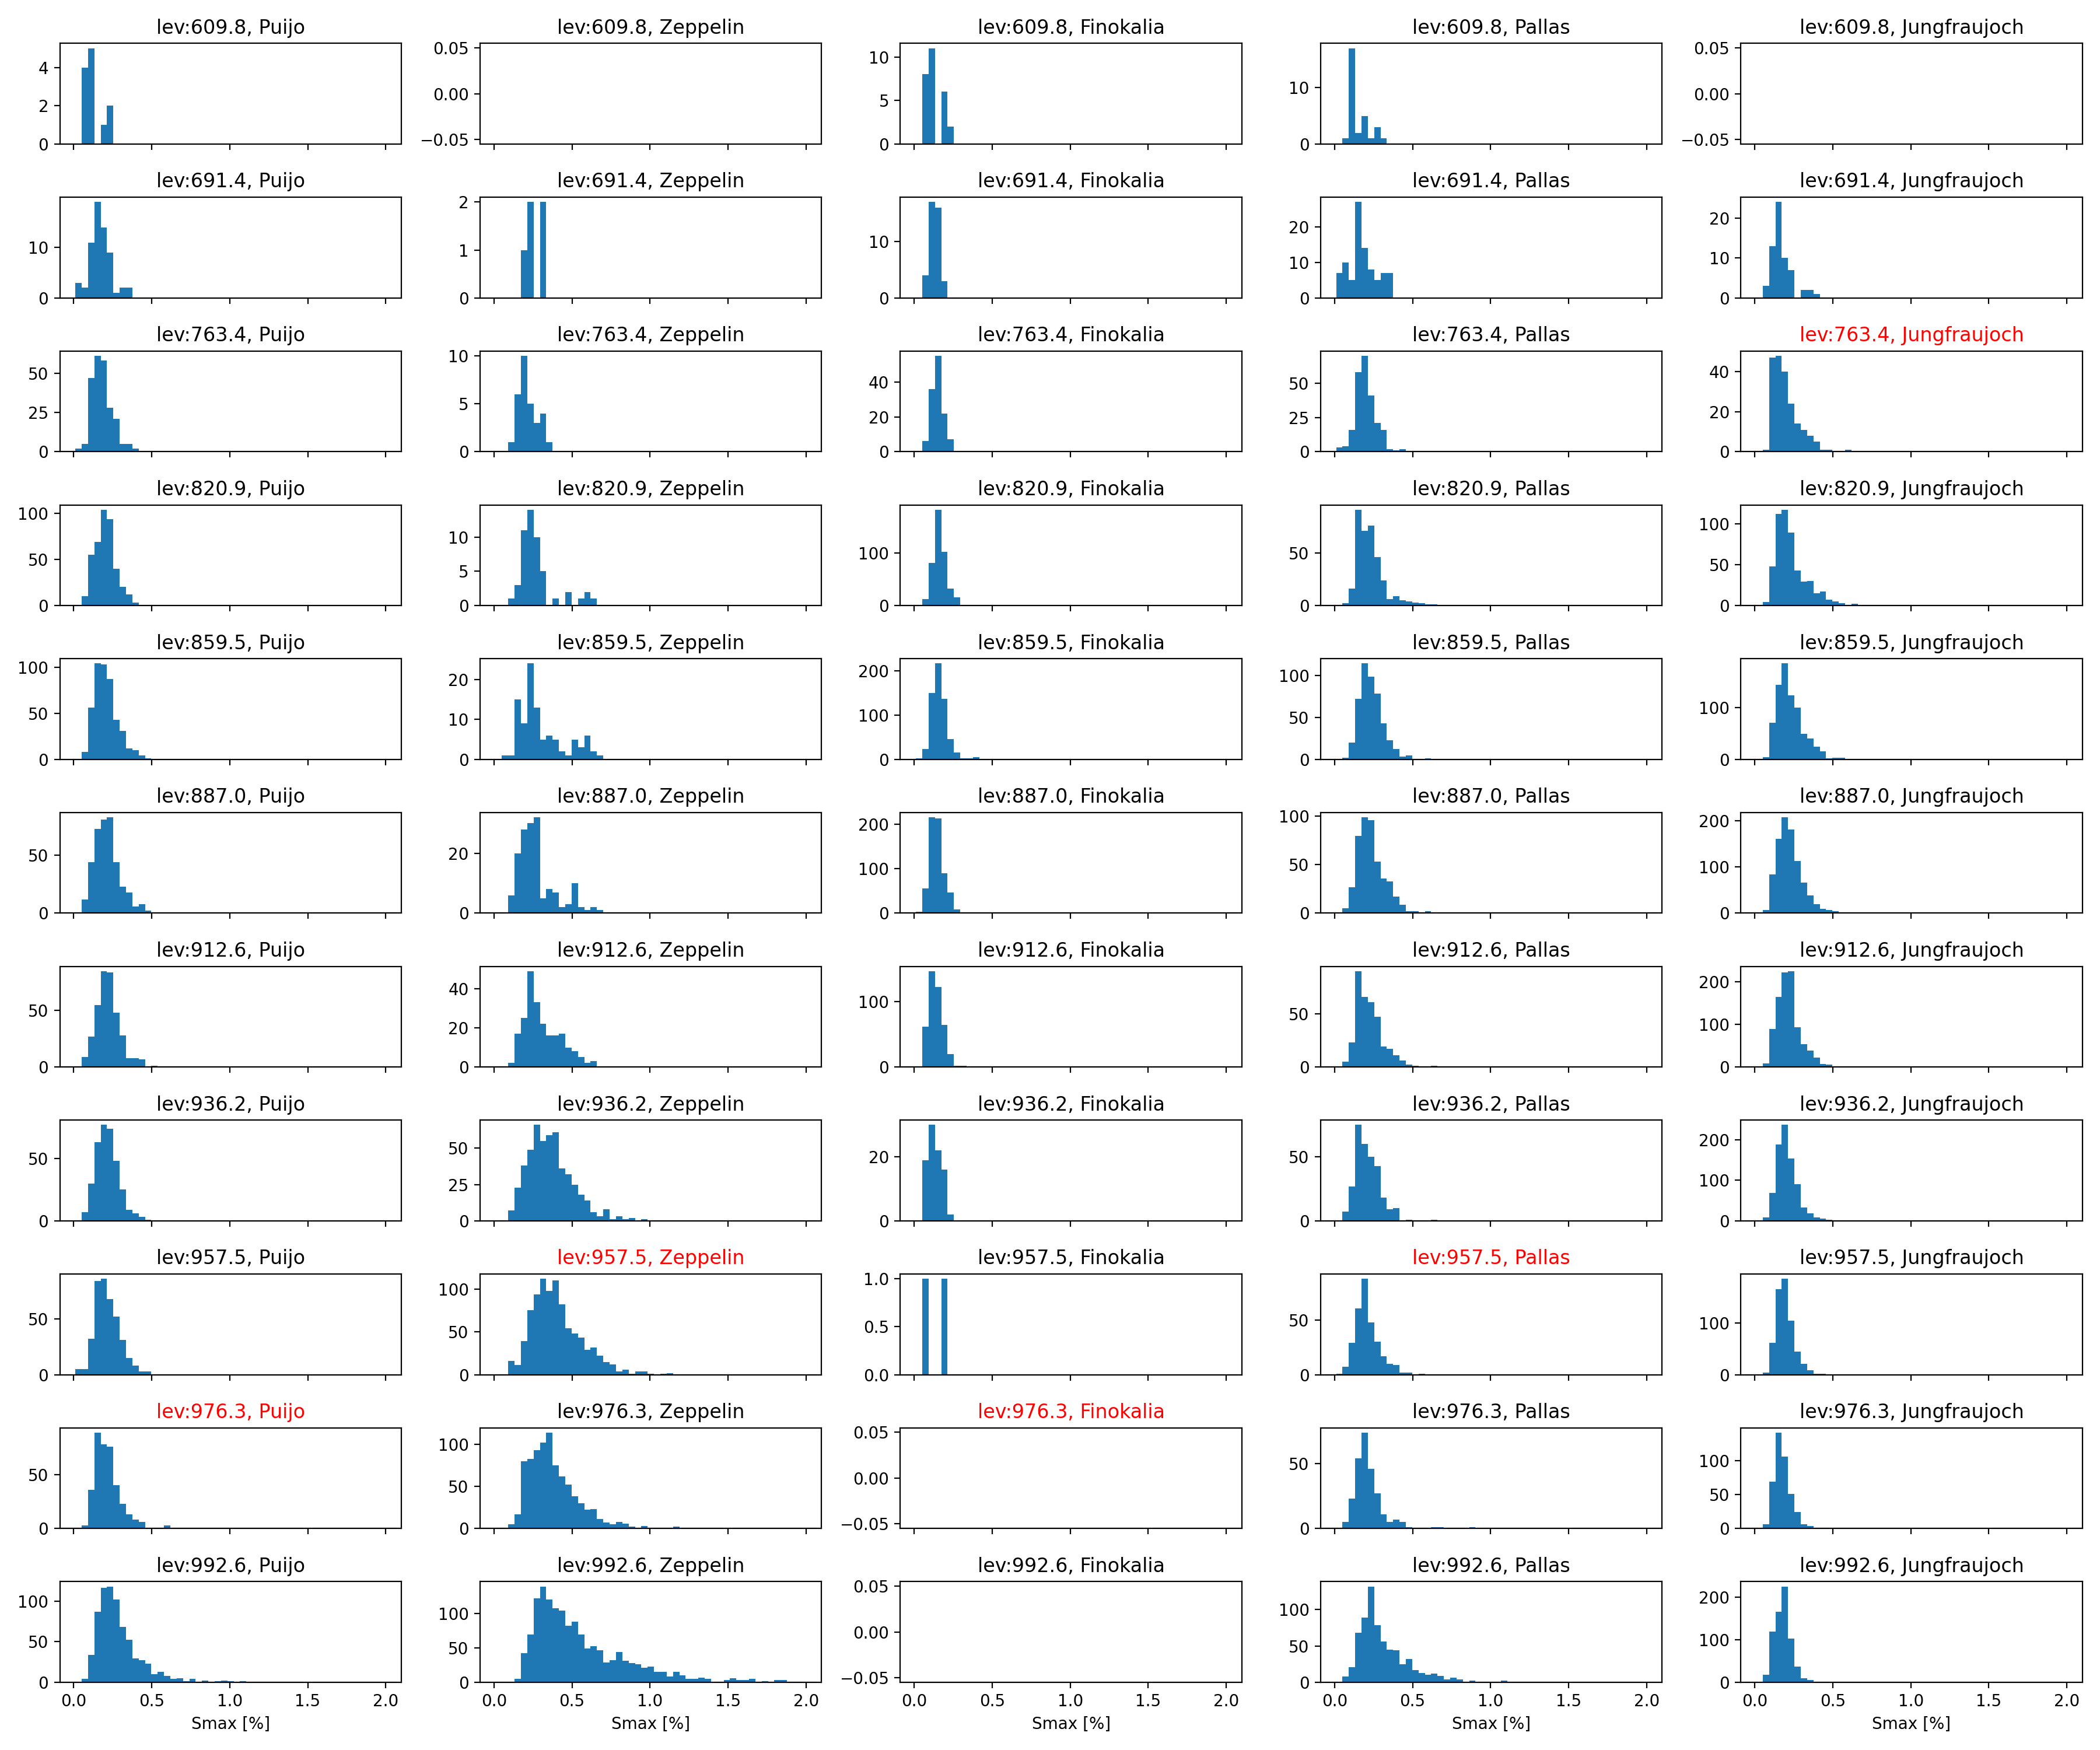 lev:609.8, Puijo lev:609.8, Zeppelin lev:609.8, Finokalia lev:609.8, Pallas lev:609.8, Jungfraujoch
4 2 0
0.05 0.00 −0.05
10 5 0
10 0
0.05 0.00 −0.05
lev:691.4, Puijo lev:691.4, Zeppelin lev:691.4, Finokalia lev:691.4, Pallas lev:691.4, Jungfraujoch
10 0
2 1 0
10 0
20 10 0
20 10 0
lev:763.4, Puijo lev:763.4, Zeppelin lev:763.4, Finokalia lev:763.4, Pallas lev:763.4, Jungfraujoch
50 25 0
10 5 0
40 20 0
50 25 0
40 20 0
lev:820.9, Puijo lev:820.9, Zeppelin lev:820.9, Finokalia lev:820.9, Pallas lev:820.9, Jungfraujoch
100 50 0
10 5 0
100 0
50 0
100 50 0
lev:859.5, Puijo lev:859.5, Zeppelin lev:859.5, Finokalia lev:859.5, Pallas lev:859.5, Jungfraujoch
100 50 0
20 10 0
200 100 0
100 50 0
100 0
lev:887.0, Puijo lev:887.0, Zeppelin lev:887.0, Finokalia lev:887.0, Pallas lev:887.0, Jungfraujoch
50 0
20 0
200 100 0
100 50 0
200 100 0
lev:912.6, Puijo lev:912.6, Zeppelin lev:912.6, Finokalia lev:912.6, Pallas lev:912.6, Jungfraujoch
50 0
40 20 0
100 0
50 0
200 100 0
lev:936.2, Puijo lev:936.2, Zeppelin lev:936.2, Finokalia lev:936.2, Pallas lev:936.2, Jungfraujoch
50 0
50 25 0
20 0
50 0
200 100 0
lev:957.5, Puijo lev:957.5, Zeppelin lev:957.5, Finokalia lev:957.5, Pallas lev:957.5, Jungfraujoch
50 0
100 50 0
1.0 0.5 0.0
50 0
100 0
lev:976.3, Puijo lev:976.3, Zeppelin lev:976.3, Finokalia lev:976.3, Pallas lev:976.3, Jungfraujoch
50 0
100 50 0
0.05 0.00 −0.05
50 0
100 50 0
lev:992.6, Puijo lev:992.6, Zeppelin lev:992.6, Finokalia lev:992.6, Pallas lev:992.6, Jungfraujoch
100 50 0
100 50 0
0.05 0.00 −0.05
100 50 0
200 100 0
0.0 0.5 1.0 1.5 2.0 0.0 0.5 1.0 1.5 2.0 0.0 0.5 1.0 1.5 2.0 0.0 0.5 1.0 1.5 2.0 0.0 0.5 1.0 1.5 2.0
Smax [%] Smax [%] Smax [%] Smax [%] Smax [%]